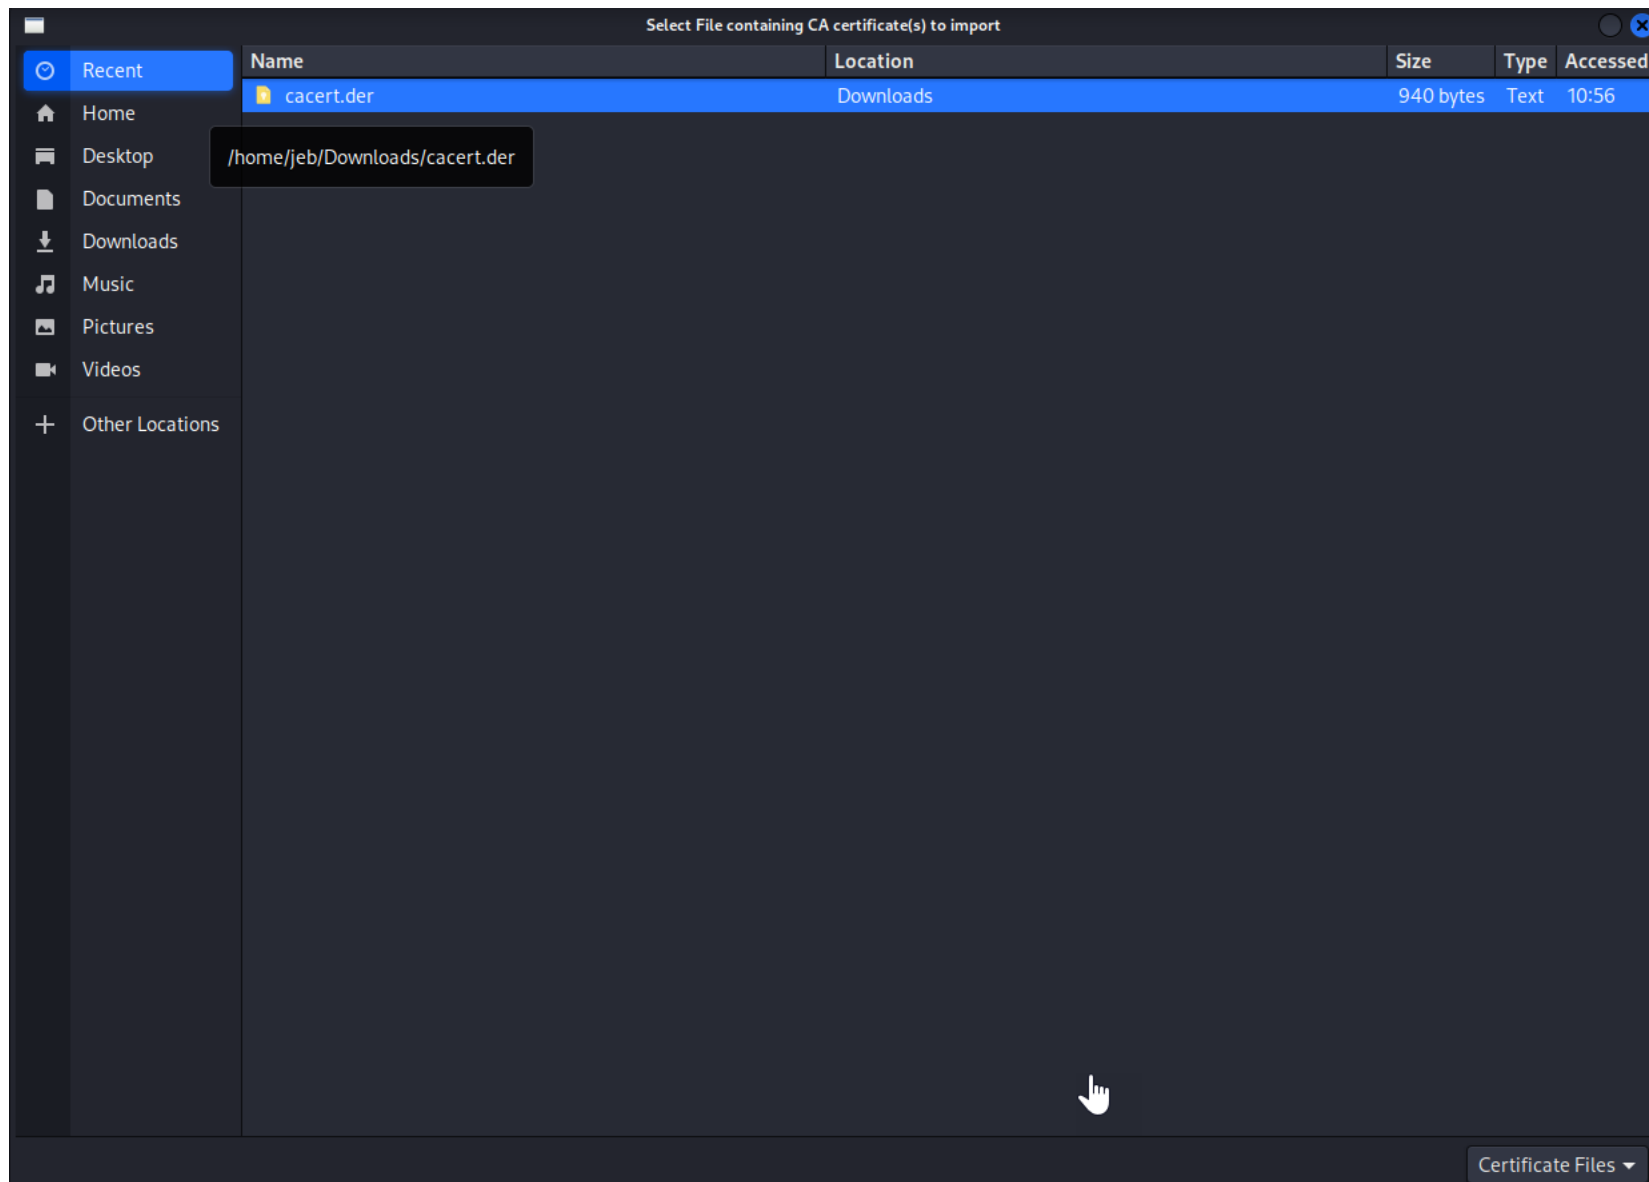 Select File containing CA certificate(s) to import
Recent
Home
Desktop
Documents
Downloads
Music
Pictures
Videos
Other Locations
Name Location Size Type Accessed
cacert.der Downloads 940 bytes Text 10:56
/home/jeb/Downloads/cacert.der
Certificate Files